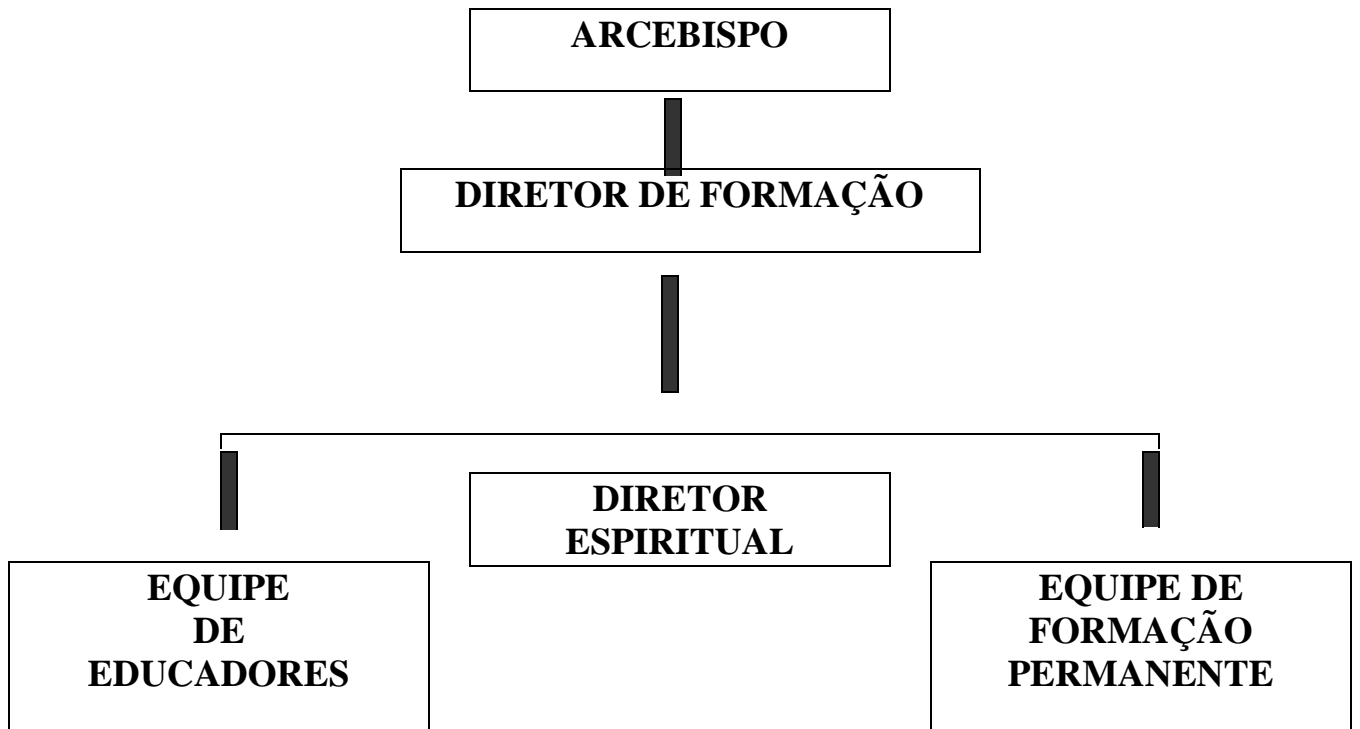 ARCEBISPO
DIRETOR DE FORMAÇÃO
DIRETOR
ESPIRITUAL
EQUIPE
DE
EDUCADORES
EQUIPE DE
FORMAÇÃO
PERMANENTE